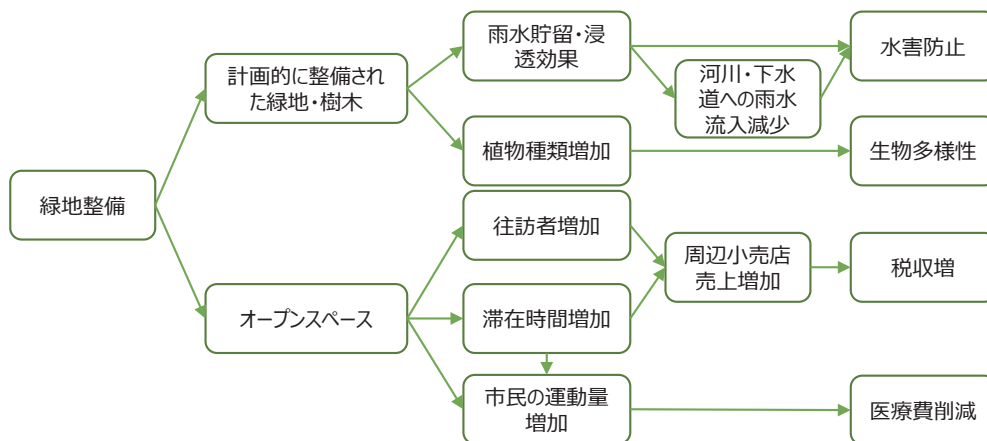 雨水貯留・浸
透効果
水害防止
計画的に整備され
た緑地・樹木
河川・下水
道への雨水
流入減少
植物種類増加
生物多様性
緑地整備
往訪者増加
周辺小売店
売上増加
税収増
オープンスペース
滞在時間増加
市民の運動量
増加
医療費削減